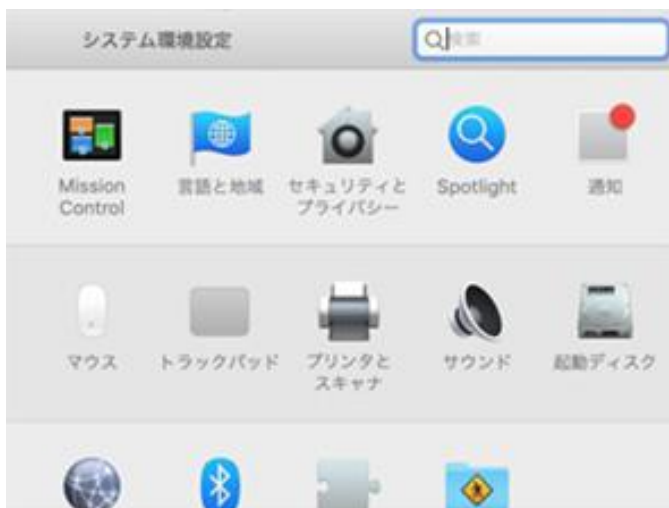 システム環境設定
検索
Mission
Control
言語と地域
セキュリティと
プライバシー
Spotlight
通知
マウス
トラックパッド
プリンタと
スキャナ
サウンド
起動ディスク